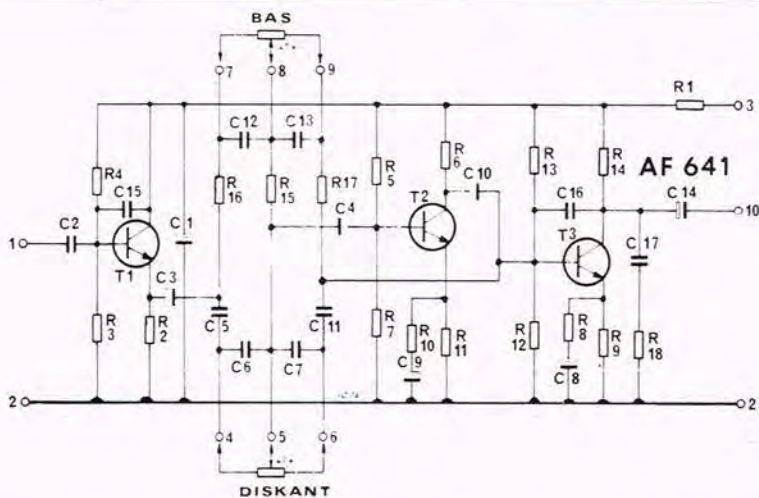 BAS
7 8 9
R1
3
C12 C13
R4
R16
R15
R17
R5
R6
R13
R14
AF 641
C15
C4
T2
C10
C16
C14
10
1
C2
T1
C1
C3
T3
C17
R3
R2
C5
C11
R7
R10
R11
R12
R8
R9
R18
C6 C7
C9
C8
2
2
4 5 6
DISKANT